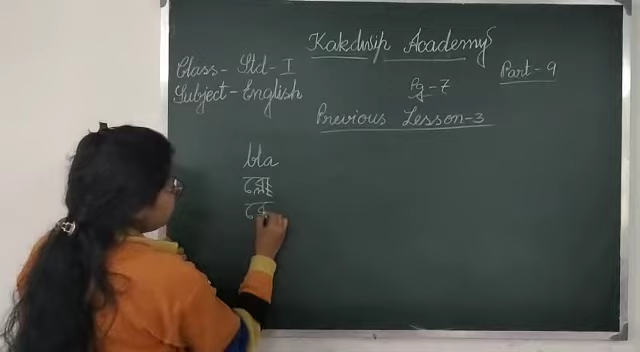 Kakdwip Academy
Class - Std - I
Part - 9
Subject - English
Pg - 7
Previous Lesson - 3
bla